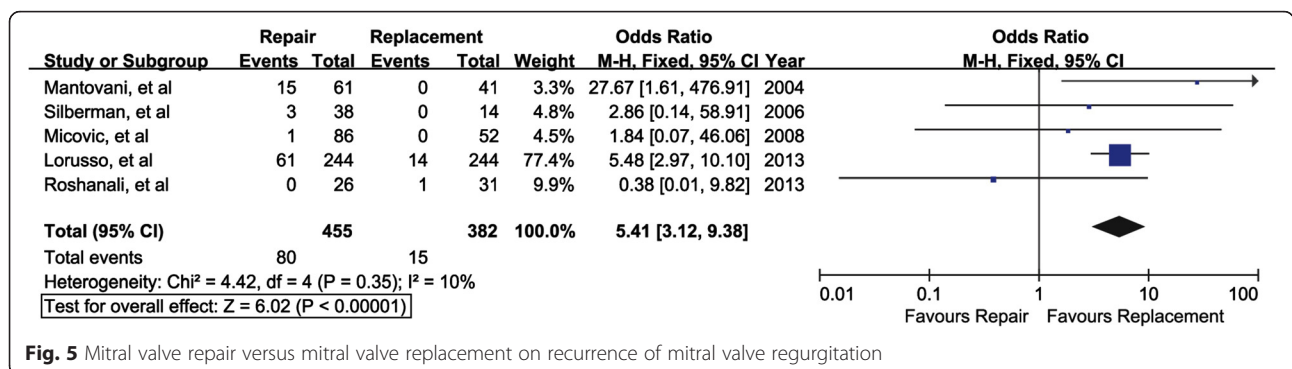 Repair Replacement Odds Ratio Odds Ratio
Study or Subgroup Events Total Events Total Weight M-H, Fixed, 95% CI Year M-H, Fixed, 95% CI
Mantovani, et al 15 61 0 41 3.3% 27.67 [1.61, 476.91] 2004
Silberman, et al 3 38 0 14 4.8% 2.86 [0.14, 58.91] 2006
Micovic, et al 1 86 0 52 4.5% 1.84 [0.07, 46.06] 2008
Lorusso, et al 61 244 14 244 77.4% 5.48 [2.97, 10.10] 2013
Roshanali, et al 0 26 1 31 9.9% 0.38 [0.01, 9.82] 2013
Total (95% CI) 455 382 100.0% 5.41 [3.12, 9.38]
Total events 80 15
Heterogeneity: Chi² = 4.42, df = 4 (P = 0.35); I² = 10%
Test for overall effect: Z = 6.02 (P < 0.00001)
0.01 0.1 1 10 100
Favours Repair Favours Replacement
Fig. 5 Mitral valve repair versus mitral valve replacement on recurrence of mitral valve regurgitation